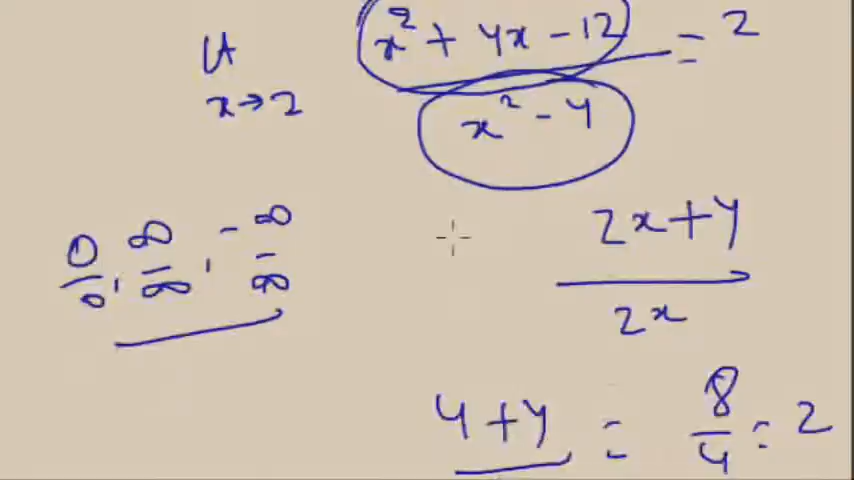 lt x² + 4x - 12 = 2
x→2 x² - 4
0/0, ∞/∞, -∞/∞
2x+4
2x
4+4 = 8/4 = 2